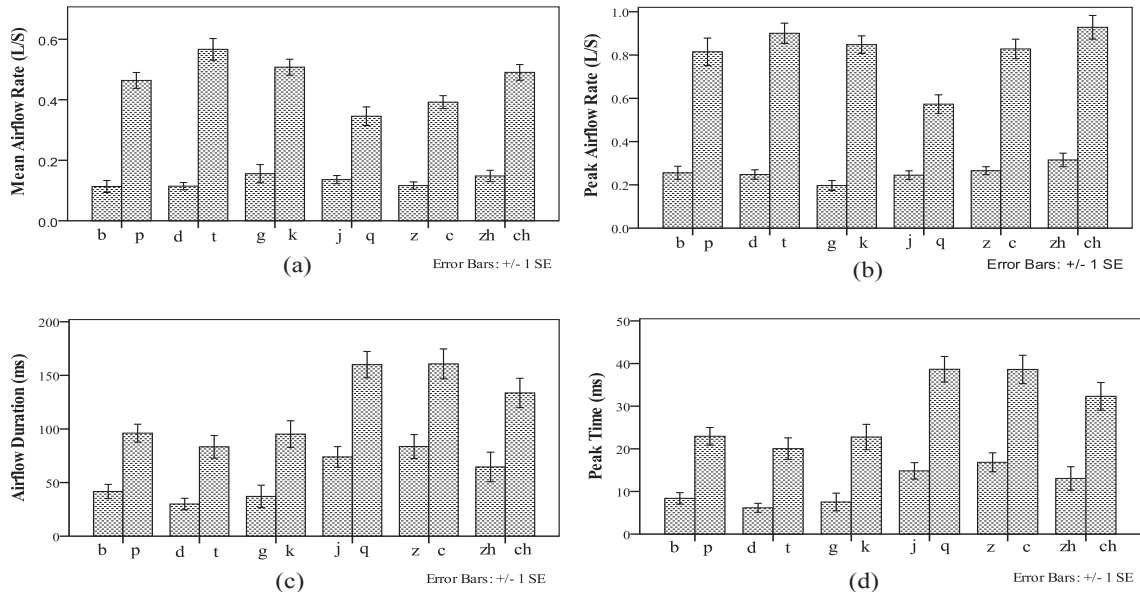 Mean Airflow Rate (L/S)
0.6
0.4
0.2
0.0
b p d t g k j q z c zh ch
(a)
Error Bars: +/- 1 SE
Peak Airflow Rate (L/S)
1.0
0.8
0.6
0.4
0.2
0.0
b p d t g k j q z c zh ch
(b)
Error Bars: +/- 1 SE
Airflow Duration (ms)
200
150
100
50
0
b p d t g k j q z c zh ch
(c)
Error Bars: +/- 1 SE
Peak Time (ms)
50
40
30
20
10
0
b p d t g k j q z c zh ch
(d)
Error Bars: +/- 1 SE